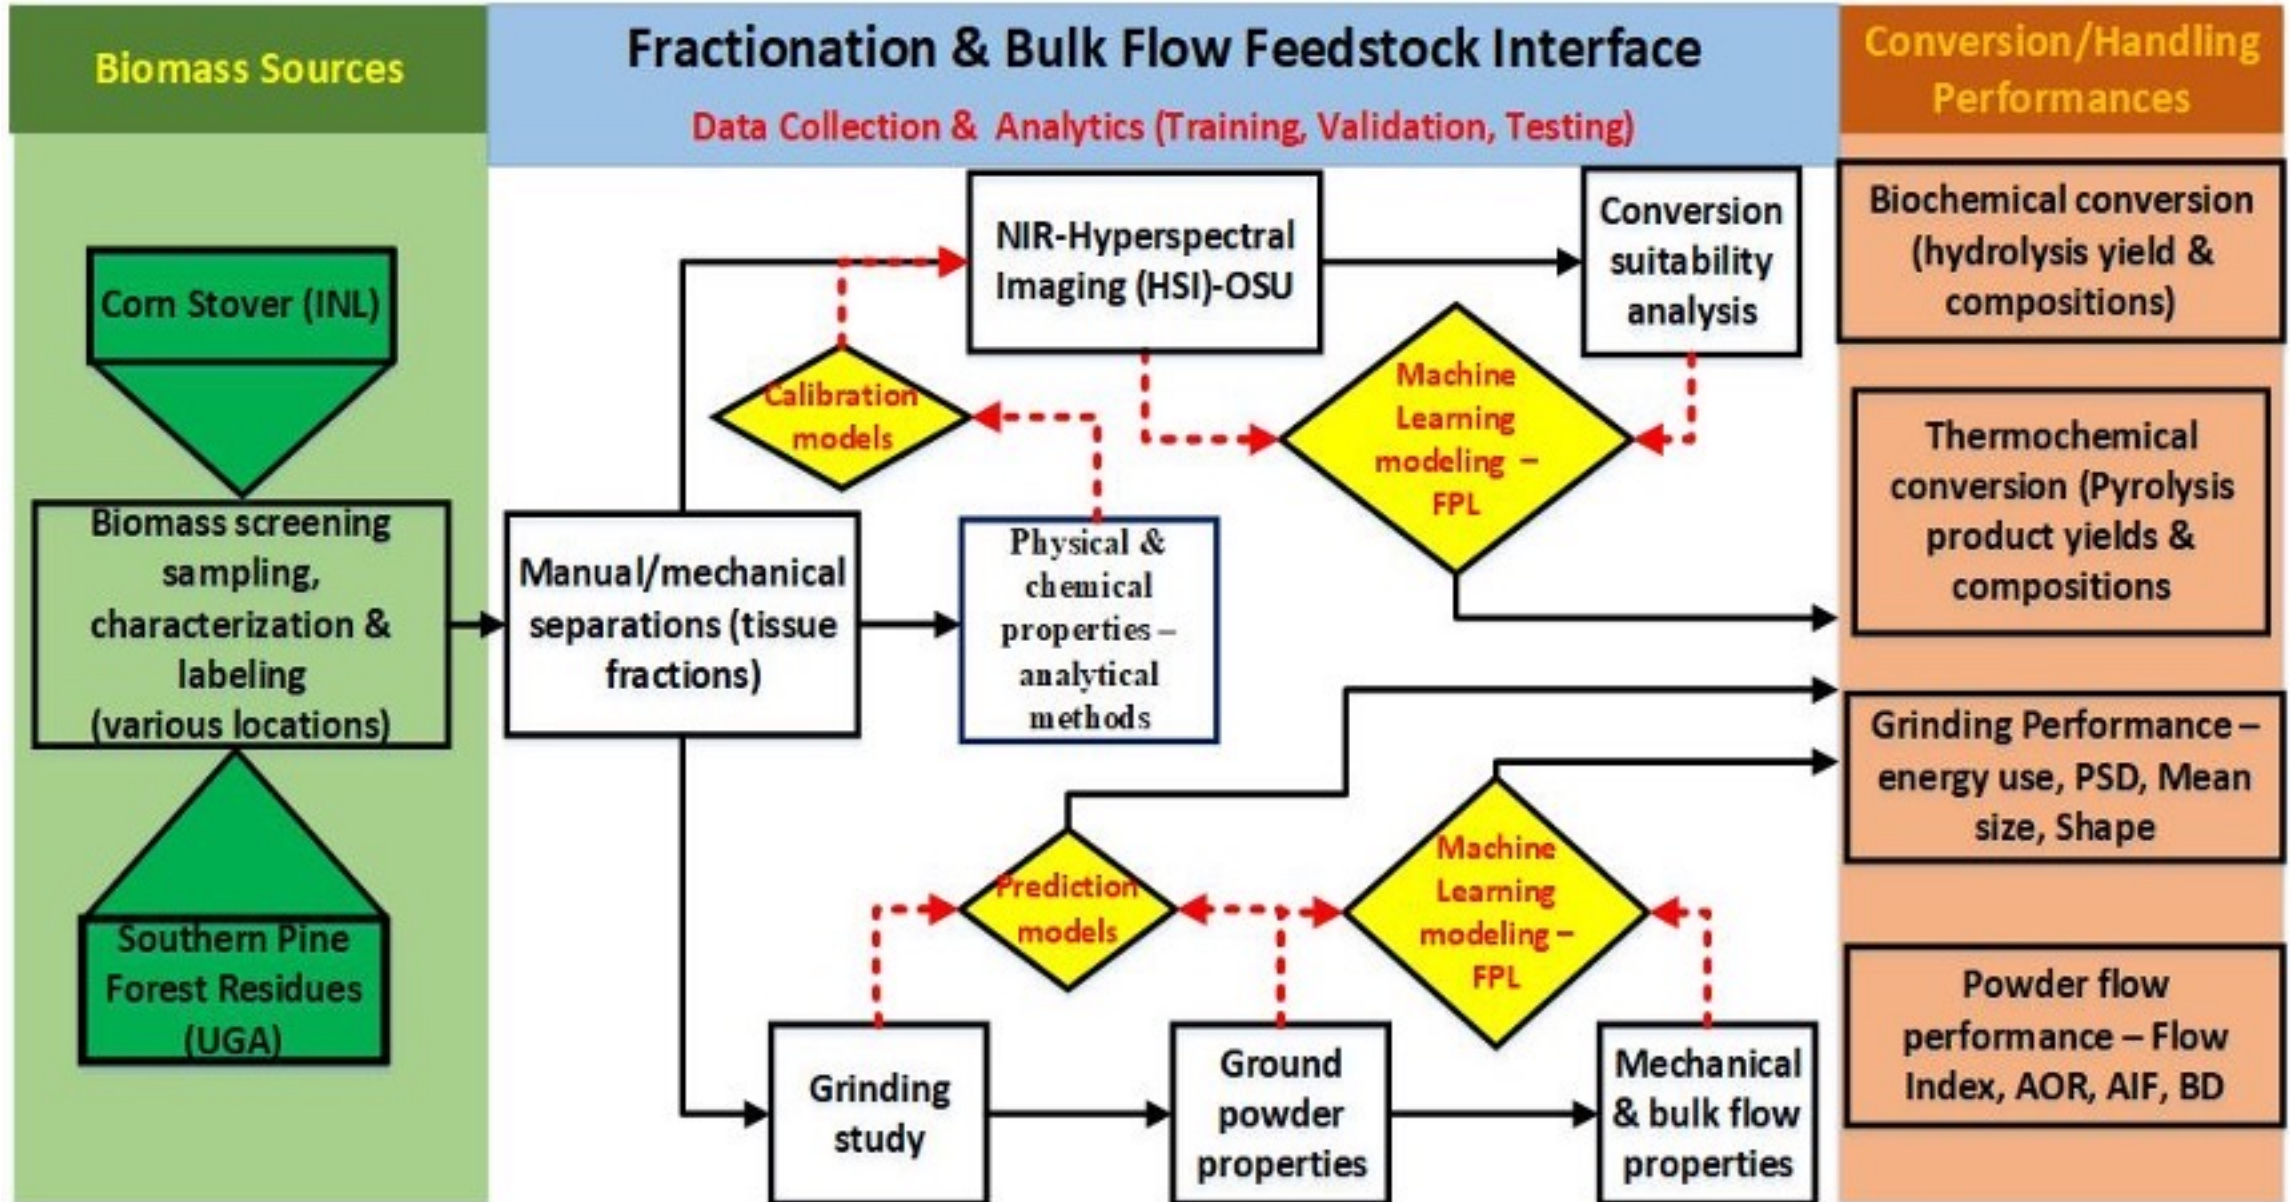 Biomass Sources
Fractionation & Bulk Flow Feedstock Interface
Data Collection & Analytics (Training, Validation, Testing)
Conversion/Handling
Performances
Corn Stover (INL)
Biomass screening
sampling,
characterization &
labeling
(various locations)
Southern Pine
Forest Residues
(UGA)
Manual/mechanical
separations (tissue
fractions)
NIR-Hyperspectral
Imaging (HSI)-OSU
Conversion
suitability
analysis
Calibration
models
Machine
Learning
modeling –
FPL
Physical &
chemical
properties –
analytical
methods
Prediction
models
Machine
Learning
modeling –
FPL
Grinding
study
Ground
powder
properties
Mechanical
& bulk flow
properties
Biochemical conversion
(hydrolysis yield &
compositions)
Thermochemical
conversion (Pyrolysis
product yields &
compositions
Grinding Performance –
energy use, PSD, Mean
size, Shape
Powder flow
performance – Flow
Index, AOR, AIF, BD